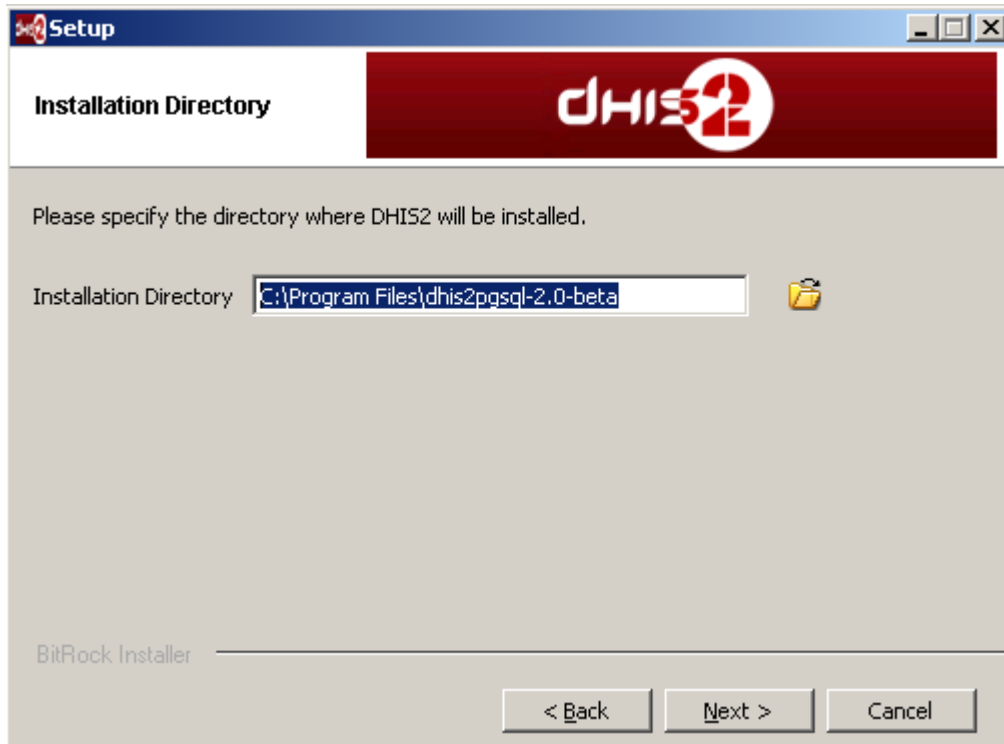 dhis2 Setup
Installation Directory
dhis2
Please specify the directory where DHIS2 will be installed.
Installation Directory C:\Program Files\dhis2pgsql-2.0-beta
BitRock Installer
< Back Next > Cancel